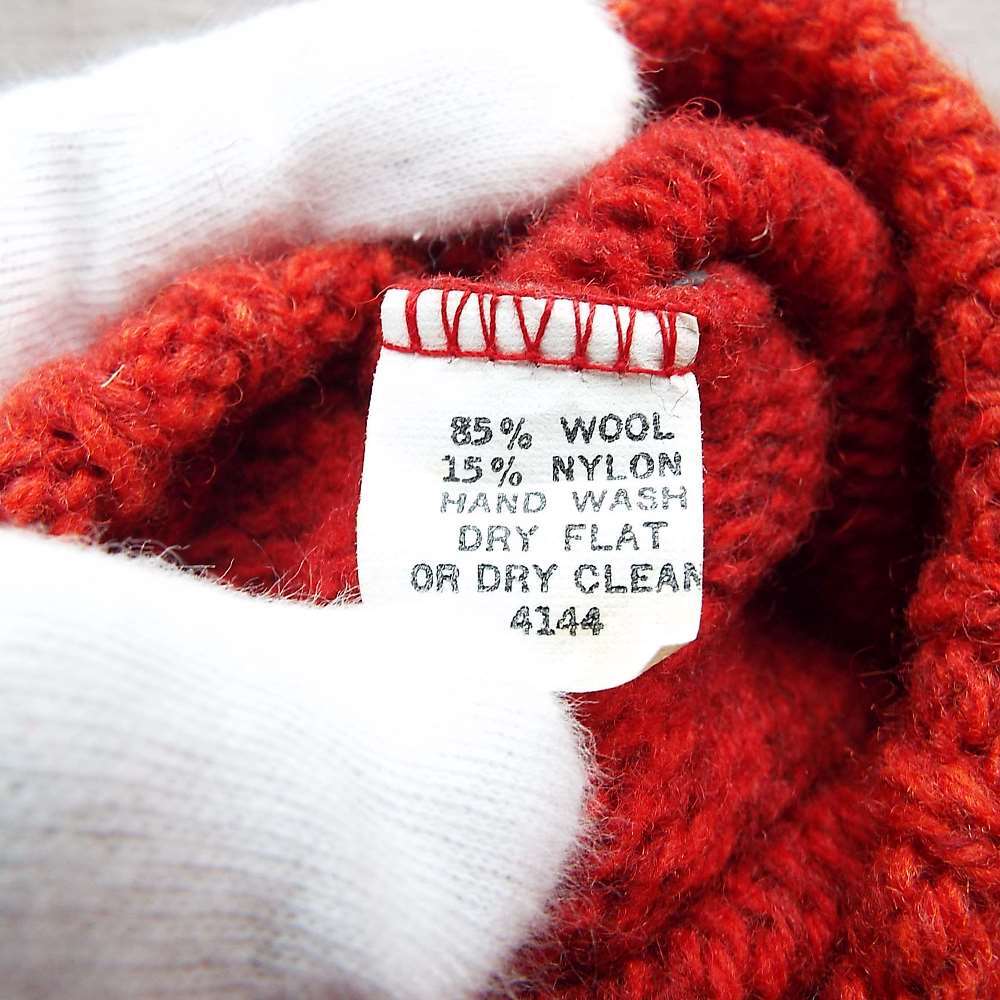 85% WOOL
15% NYLON
HAND WASH
DRY FLAT
OR DRY CLEAN
4144